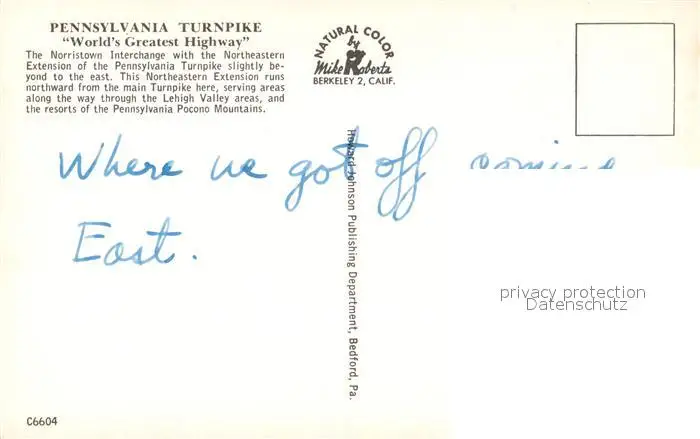 PENNSYLVANIA TURNPIKE
"World's Greatest Highway"
The Norristown Interchange with the Northeastern
Extension of the Pennsylvania Turnpike slightly be-
yond to the east. This Northeastern Extension runs
northward from the main Turnpike here, serving areas
along the way through the Lehigh Valley areas, and
the resorts of the Pennsylvania Pocono Mountains.
NATURAL COLOR
by
Mike Roberts
BERKELEY 2, CALIF.
Where we got off coming
East.
Howard Johnson Publishing Department, Bedford, Pa.
privacy protection
Datenschutz
C6604